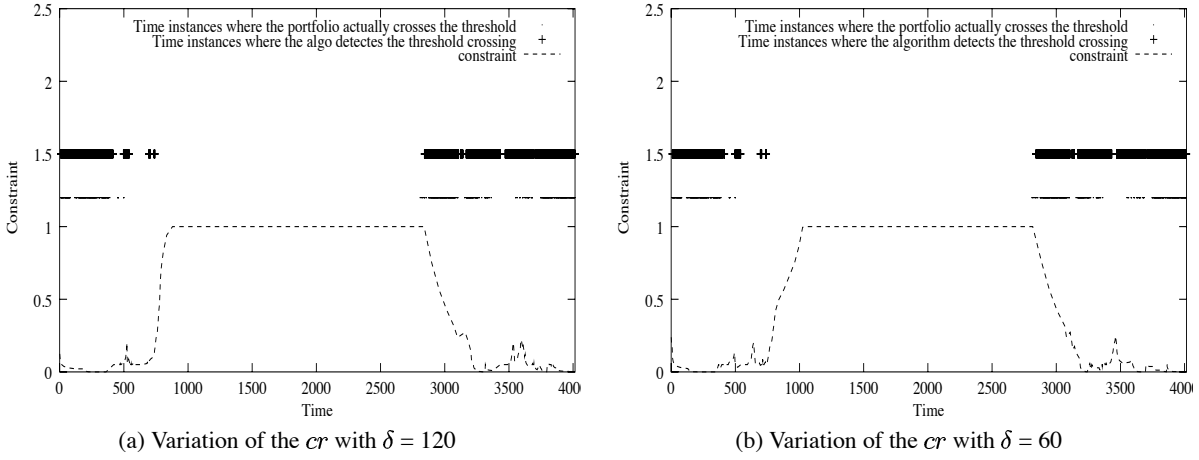 2.5
2
1.5
1
0.5
0
Constraint
0
500
1000
1500
2000
2500
3000
3500
400
Time
Time instances where the portfolio actually crosses the threshold
Time instances where the algo detectes the threshold crossing
constraint
(a) Variation of the cr with δ = 120
2.5
2
1.5
1
0.5
0
Constraint
0
500
1000
1500
2000
2500
3000
3500
4000
Time
Time instances where the portfolio actually crosses the threshold
Time instances where the algorithm detects the threshold crossing
constraint
(b) Variation of the cr with δ = 60